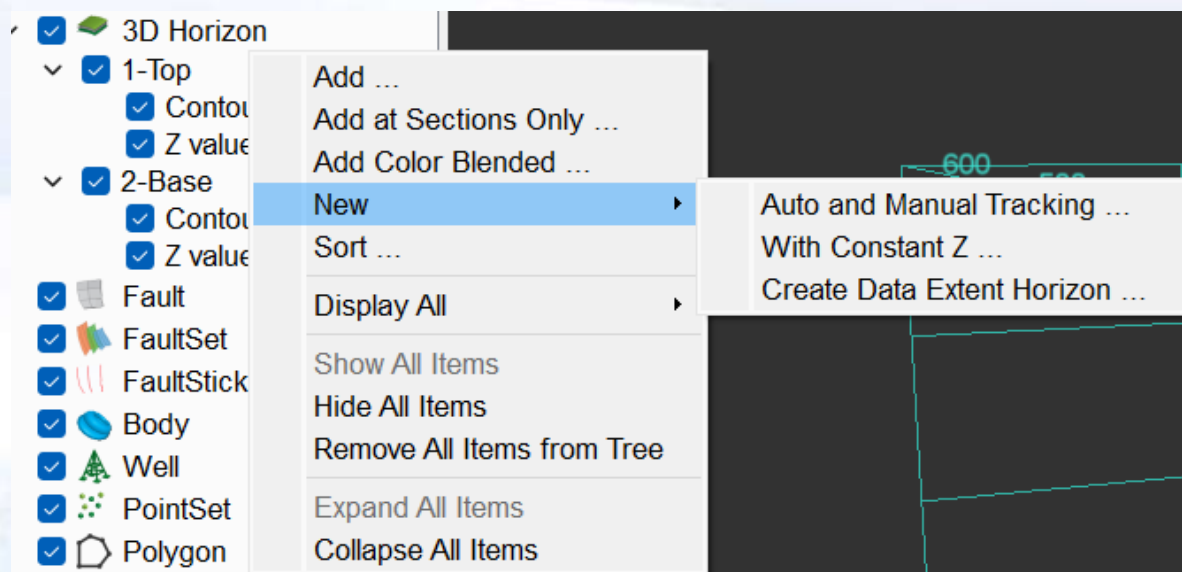 3D Horizon
1-Top
Contou
Z value
2-Base
Contou
Z value
Fault
FaultSet
FaultStick
Body
Well
PointSet
Polygon
Add ...
Add at Sections Only ...
Add Color Blended ...
New
Sort ...
Display All
Show All Items
Hide All Items
Remove All Items from Tree
Expand All Items
Collapse All Items
Auto and Manual Tracking ...
With Constant Z ...
Create Data Extent Horizon ...
600